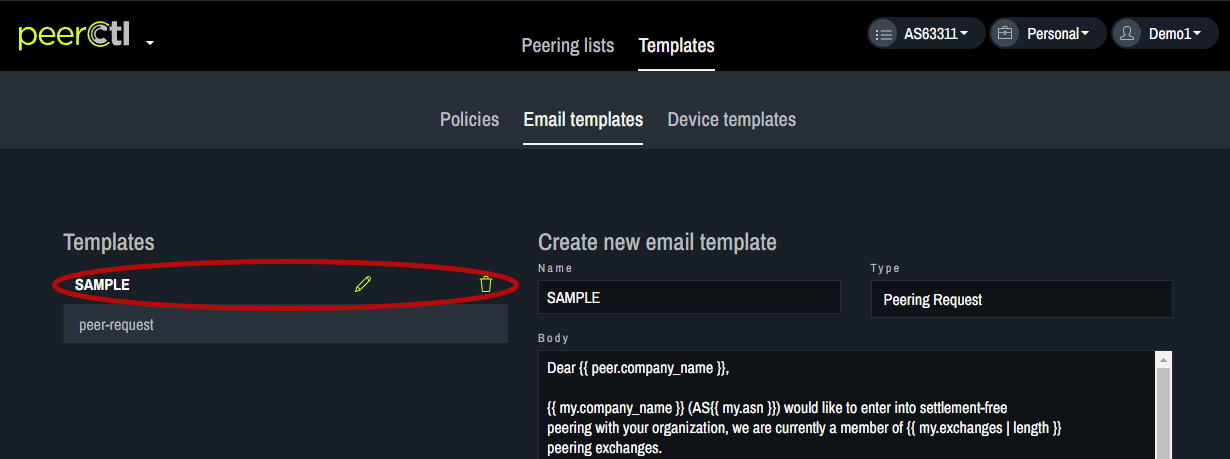 peerCtl
Peering lists Templates
AS63311 Personal Demo1
Policies Email templates Device templates
Templates
SAMPLE
peer-request
Create new email template
Name Type
SAMPLE Peering Request
Body
Dear {{ peer.company_name }},
{{ my.company_name }} (AS{{ my.asn }}) would like to enter into settlement-free
peering with your organization, we are currently a member of {{ my.exchanges | length }}
peering exchanges.